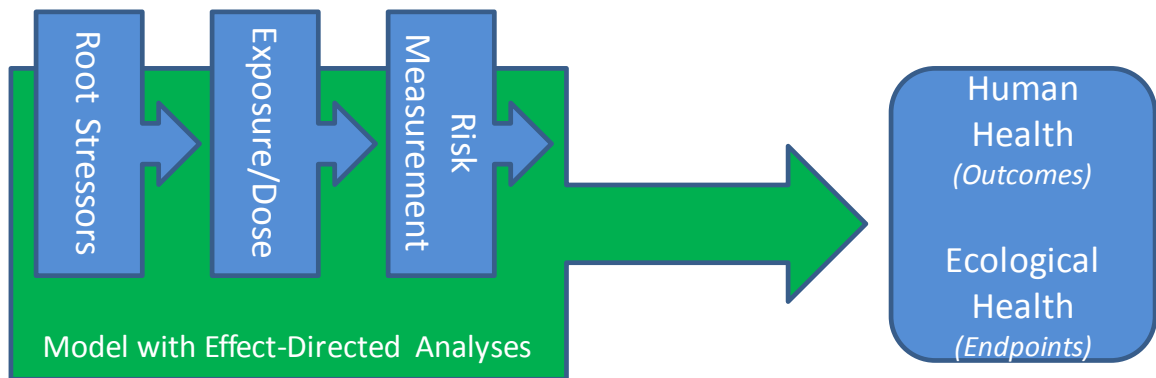 Root Stressors
Exposure/Dose
Risk
Measurement
Human
Health
(Outcomes)
Ecological
Health
(Endpoints)
Model with Effect-Directed Analyses